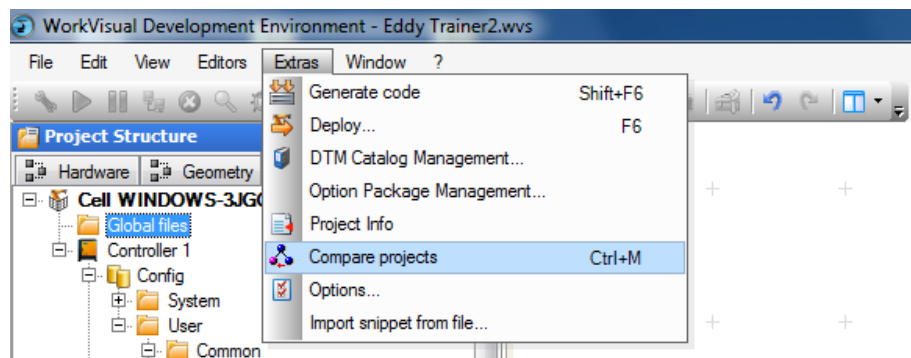 WorkVisual Development Environment - Eddy Trainer2.wvs
File Edit View Editors Extras Window ?
Generate code Shift+F6
Deploy... F6
Project Structure
DTM Catalog Management...
Hardware Geometry
Option Package Management...
Cell WINDOWS-3JG
Global files
Project Info
Controller 1
Compare projects Ctrl+M
Config
Options...
System
User
Import snippet from file...
Common